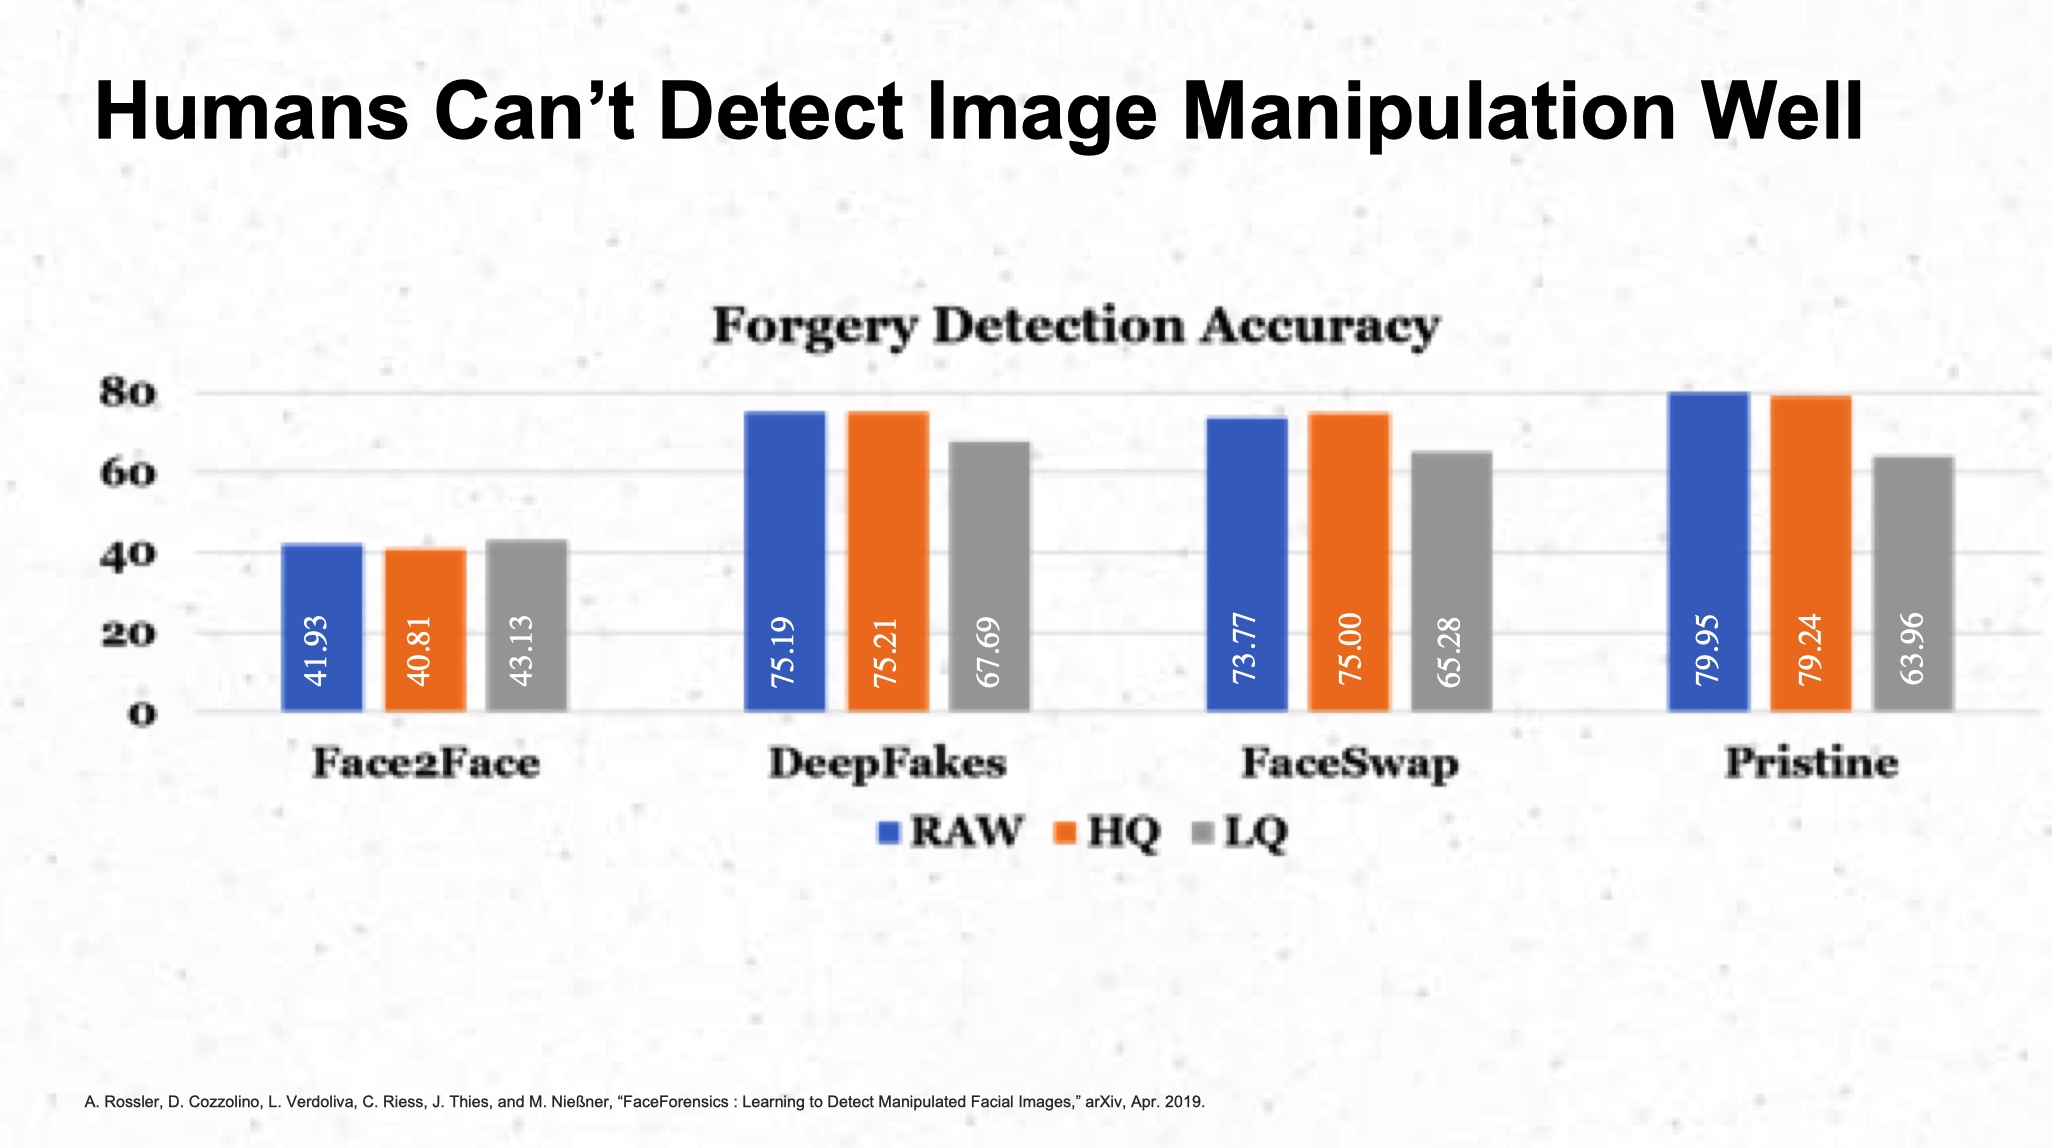 Humans Can’t Detect Image Manipulation Well
Forgery Detection Accuracy
80
60
40
20
0
41.93
40.81
43.13
75.19
75.21
67.69
73.77
75.00
65.28
79.95
79.24
63.96
Face2Face
DeepFakes
FaceSwap
Pristine
RAW
HQ
LQ
A. Rossler, D. Cozzolino, L. Verdoliva, C. Riess, J. Thies, and M. Nießner, “FaceForensics : Learning to Detect Manipulated Facial Images,” arXiv, Apr. 2019.